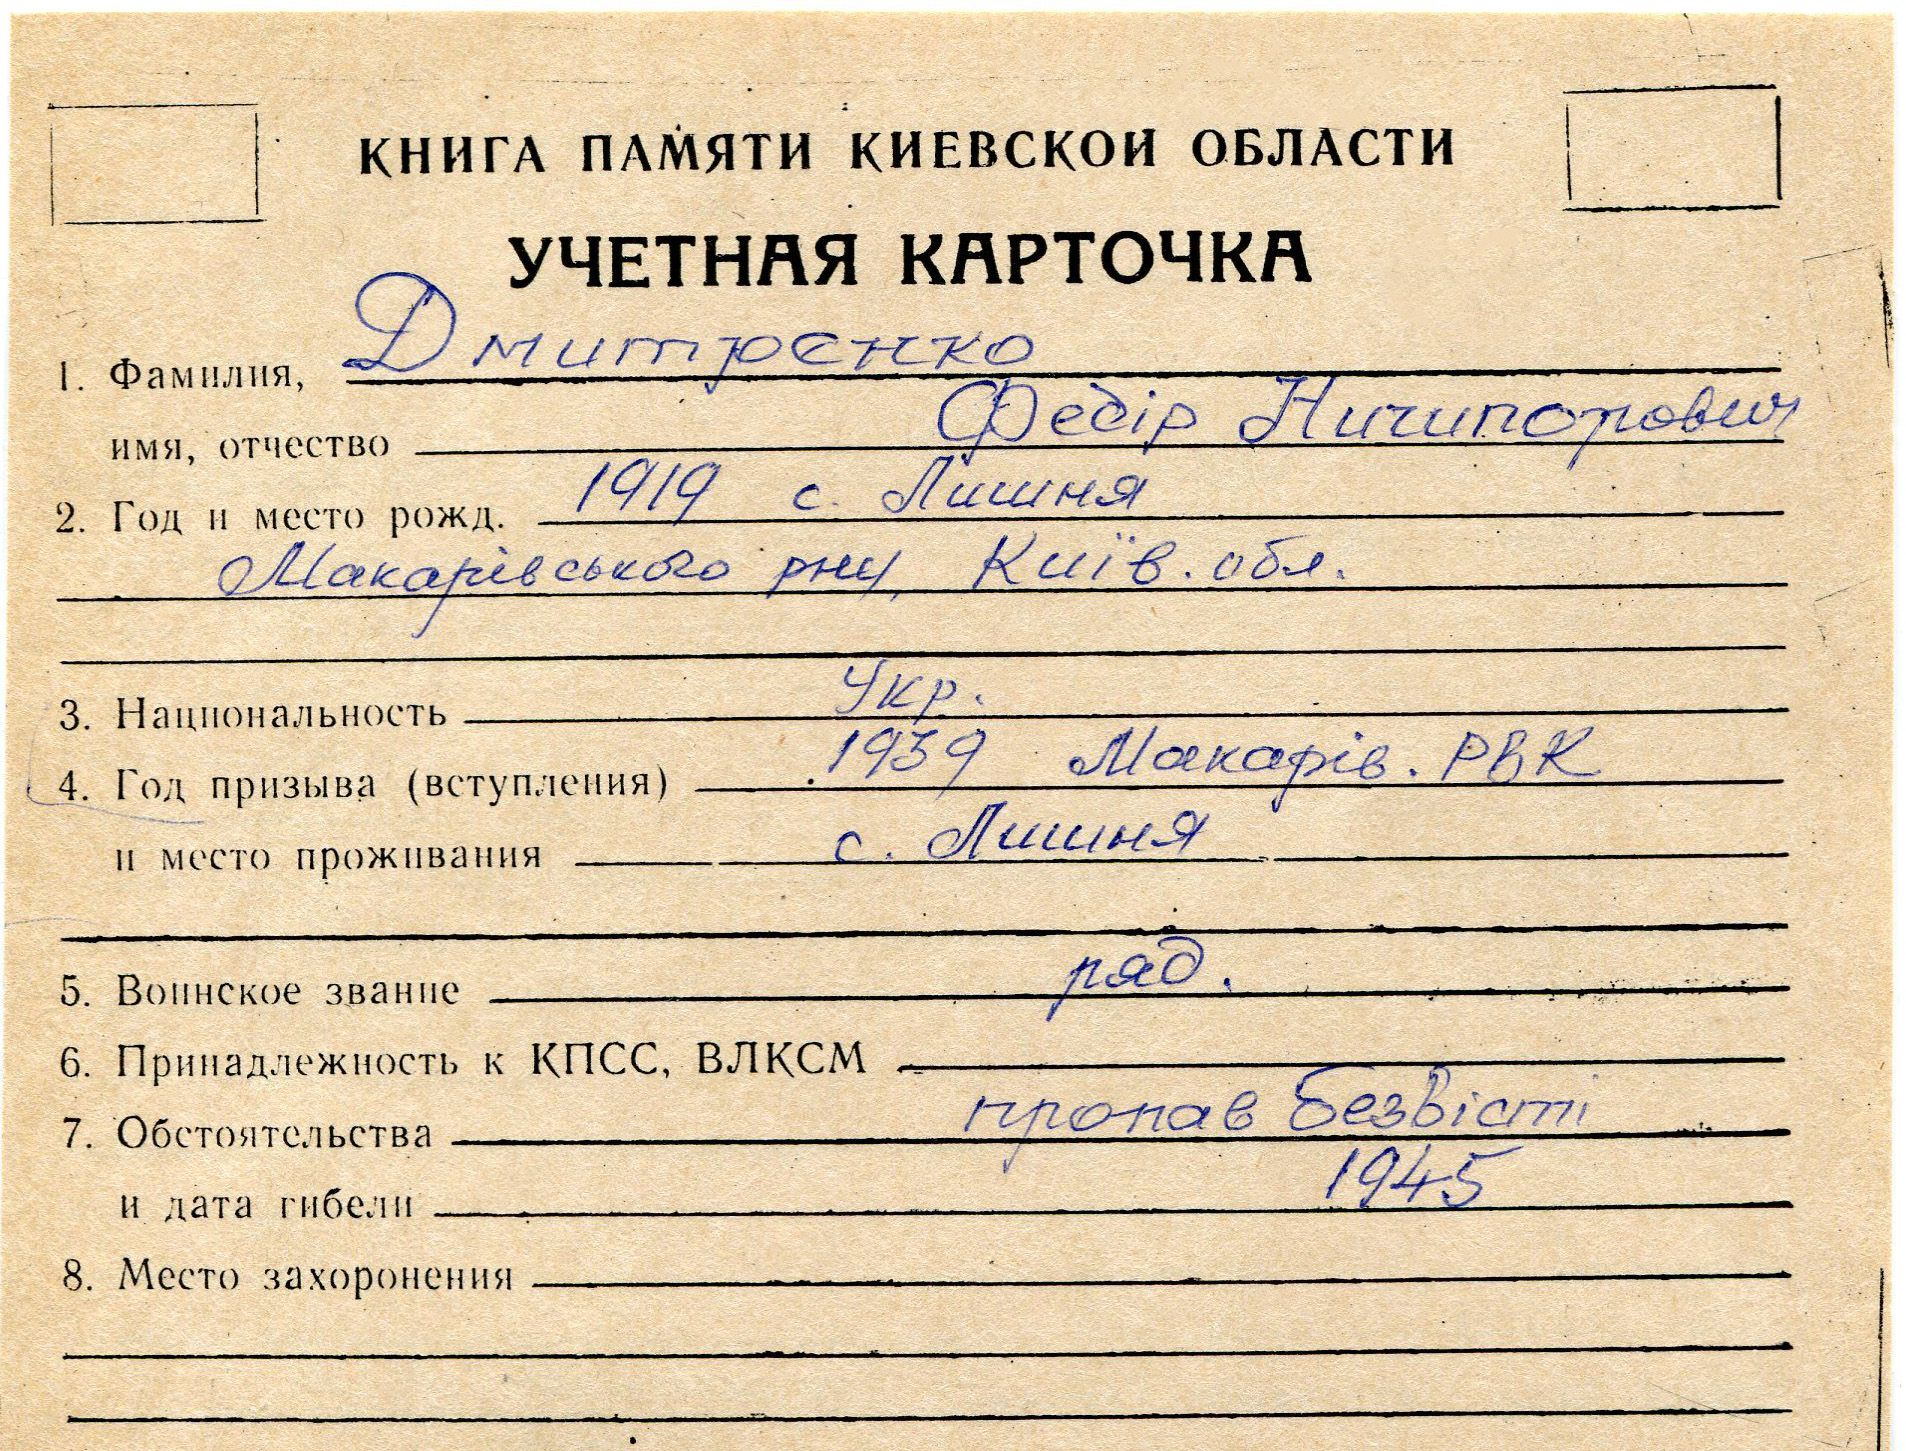 КНИГА ПАМЯТИ КИЕВСКОЙ ОБЛАСТИ
УЧЕТНАЯ КАРТОЧКА
1. Фамилия, Дмитренко
имя, отчество Федір Ничипорович
2. Год и место рожд. 1919 с. Лишня
Макарівського р-ну, Київ. обл.
3. Национальность Укр.
4. Год призыва (вступления) 1939 Макарів. РВК
и место проживания с. Лишня
5. Воинское звание ряд.
6. Принадлежность к КПСС, ВЛКСМ
7. Обстоятельства пропав безвісті
и дата гибели 1945
8. Место захоронения